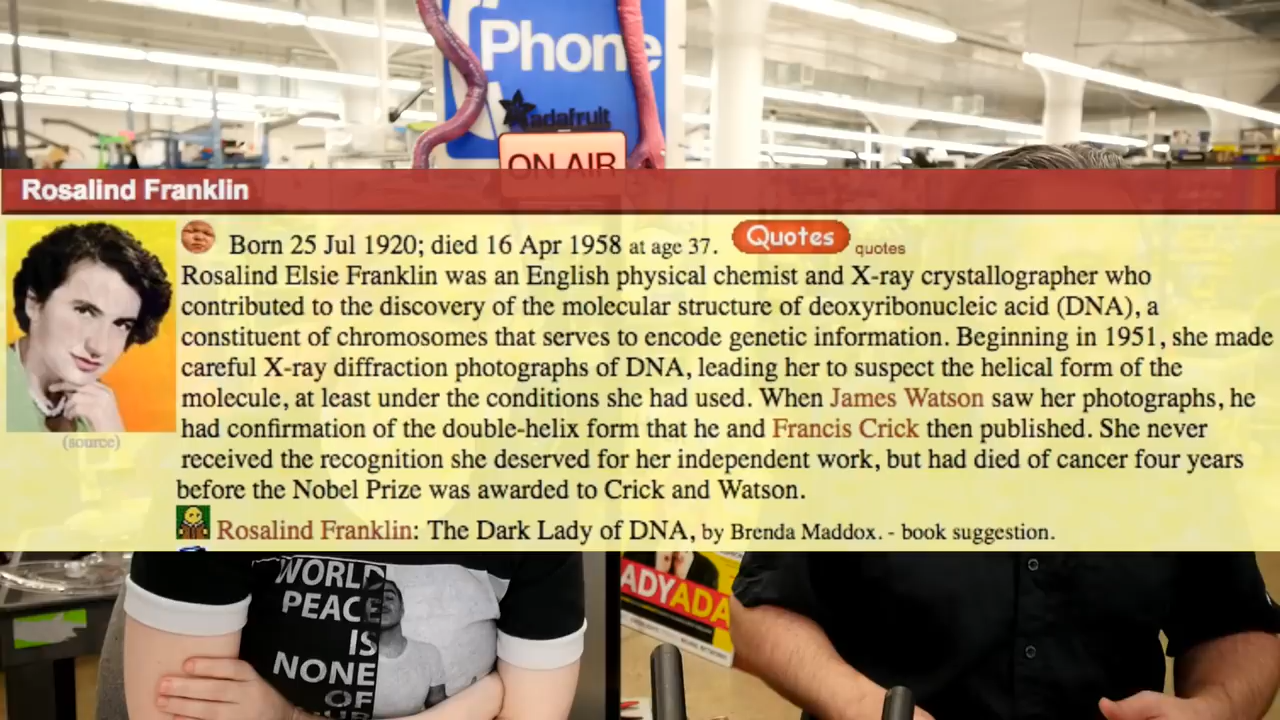 Phone
adafruit
ON AIR
Rosalind Franklin
Born 25 Jul 1920; died 16 Apr 1958 at age 37. Quotes quotes
Rosalind Elsie Franklin was an English physical chemist and X-ray crystallographer who
contributed to the discovery of the molecular structure of deoxyribonucleic acid (DNA), a
constituent of chromosomes that serves to encode genetic information. Beginning in 1951, she made
careful X-ray diffraction photographs of DNA, leading her to suspect the helical form of the
molecule, at least under the conditions she had used. When James Watson saw her photographs, he
had confirmation of the double-helix form that he and Francis Crick then published. She never
received the recognition she deserved for her independent work, but had died of cancer four years
before the Nobel Prize was awarded to Crick and Watson.
(source)
Rosalind Franklin: The Dark Lady of DNA, by Brenda Maddox. - book suggestion.
WORLD
PEACE
IS
NONE
OF
ADYADA